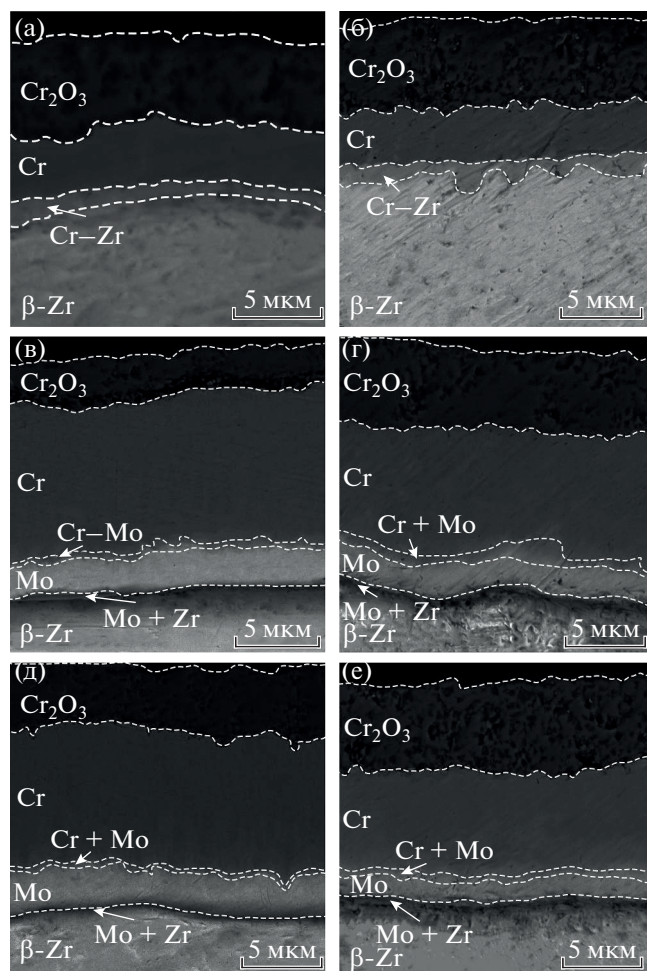 (а)
Cr₂O₃
Cr
Cr–Zr
β-Zr
5 мкм
(б)
Cr₂O₃
Cr
Cr–Zr
β-Zr
5 мкм
(в)
Cr₂O₃
Cr
Cr–Mo
Mo
Mo + Zr
β-Zr
5 мкм
(г)
Cr₂O₃
Cr
Cr + Mo
Mo
Mo + Zr
β-Zr
5 мкм
(д)
Cr₂O₃
Cr
Cr + Mo
Mo
Mo + Zr
β-Zr
5 мкм
(е)
Cr₂O₃
Cr
Cr + Mo
Mo
Mo + Zr
β-Zr
5 мкм